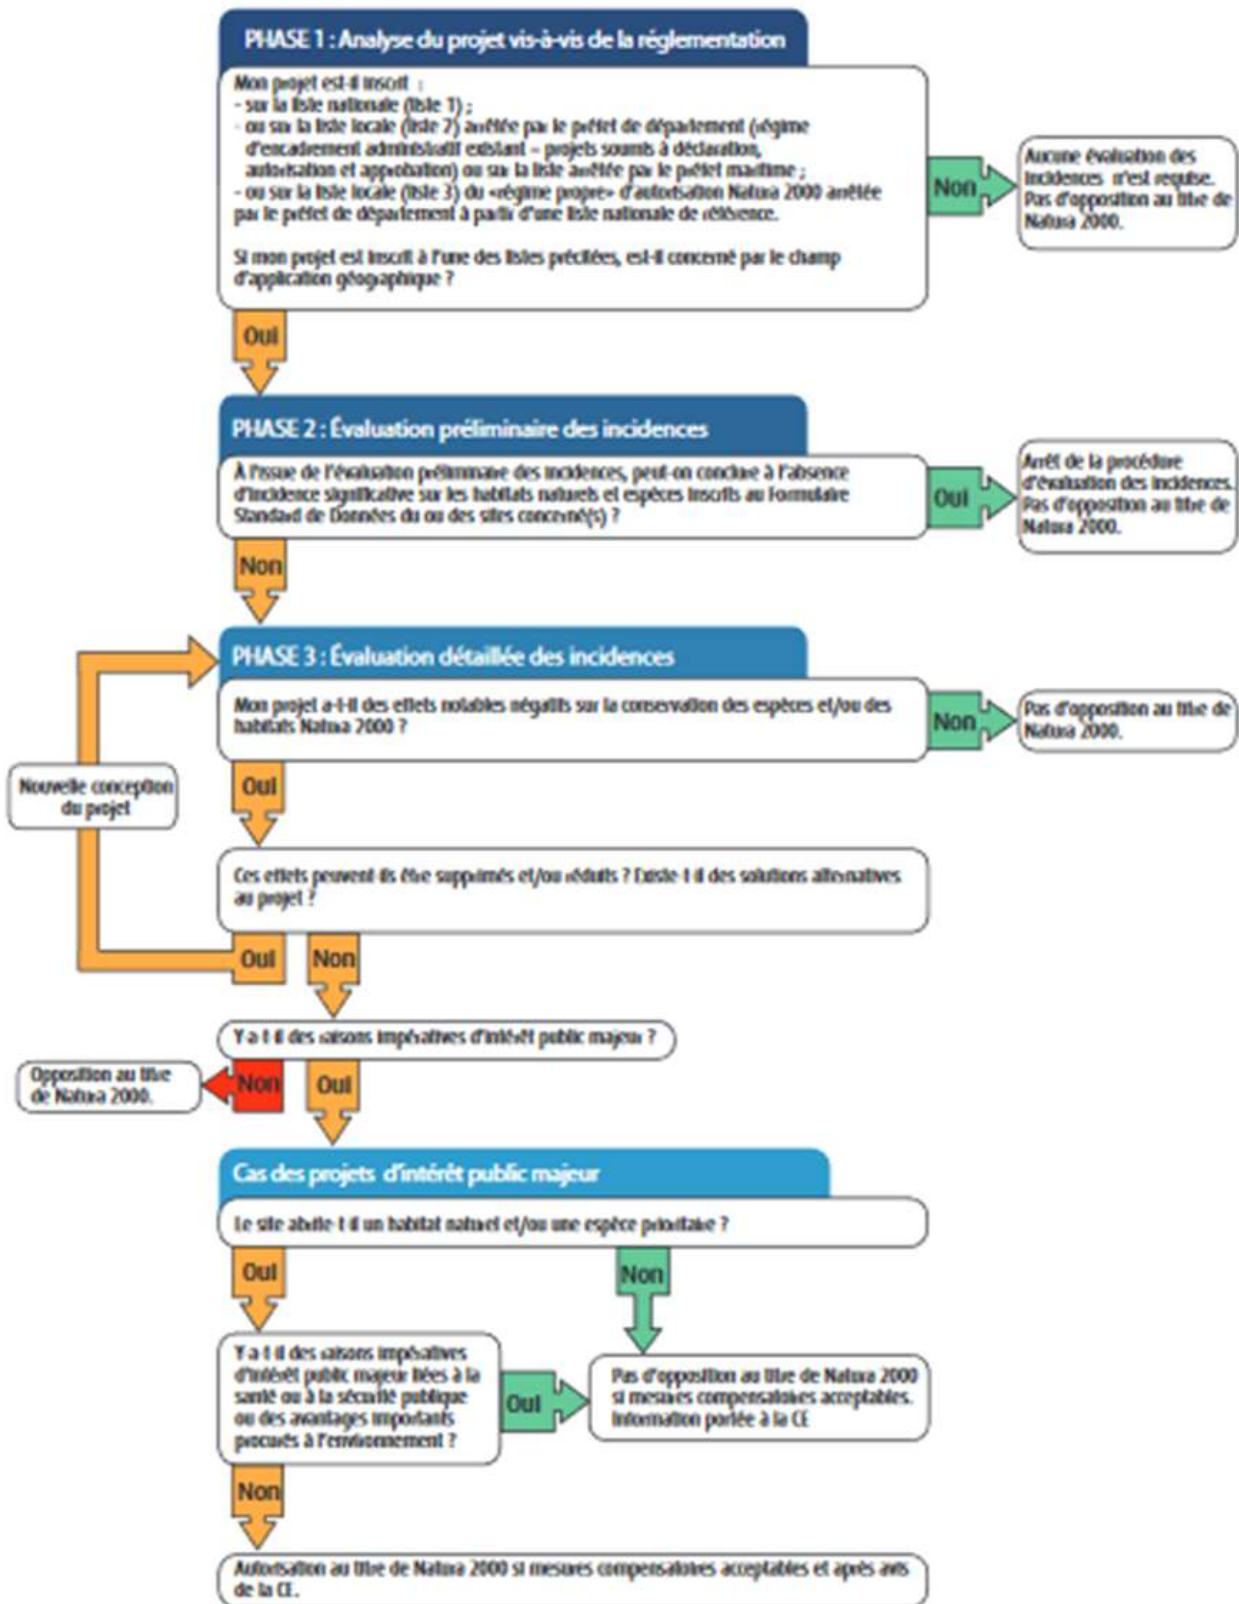 PHASE 1 : Analyse du projet vis-à-vis de la réglementation
Mon projet est-il inscrit :
- sur la liste nationale (liste 1) ;
- ou sur la liste locale (liste 2) arrêtée par le préfet de département (régime
d'encadrement administratif existant – projets soumis à déclaration,
autorisation et approbation) ou sur la liste arrêtée par le préfet maritime ;
- ou sur la liste locale (liste 3) du «régime propre» d'autorisation Natura 2000 arrêtée
par le préfet de département à partir d'une liste nationale de référence.
Si mon projet est inscrit à l'une des listes précitées, est-il concerné par le champ
d'application géographique ?
Non
Aucune évaluation des
incidences n'est requise.
Pas d'opposition au titre de
Natura 2000.
Oui
PHASE 2 : Évaluation préliminaire des incidences
À l'issue de l'évaluation préliminaire des incidences, peut-on conclure à l'absence
d'incidence significative sur les habitats naturels et espèces inscrits au Formulaire
Standard de Données du ou des sites concerné(s) ?
Oui
Arrêt de la procédure
d'évaluation des incidences.
Pas d'opposition au titre de
Natura 2000.
Non
PHASE 3 : Évaluation détaillée des incidences
Mon projet a-t-il des effets notables négatifs sur la conservation des espèces et/ou des
habitats Natura 2000 ?
Non
Pas d'opposition au titre de
Natura 2000.
Nouvelle conception
du projet
Oui
Ces effets peuvent-ils être supprimés et/ou réduits ? Existe-t-il des solutions alternatives
au projet ?
Oui
Non
Y a-t-il des raisons impératives d'intérêt public majeur ?
Opposition au titre
de Natura 2000.
Non
Oui
Cas des projets d'intérêt public majeur
Le site abrite-t-il un habitat naturel et/ou une espèce prioritaire ?
Oui
Non
Y a-t-il des raisons impératives
d'intérêt public majeur liées à la
santé ou à la sécurité publique
ou des avantages importants
procurés à l'environnement ?
Oui
Pas d'opposition au titre de Natura 2000
si mesures compensatoires acceptables.
Information portée à la CE
Non
Autorisation au titre de Natura 2000 si mesures compensatoires acceptables et après avis
de la CE.